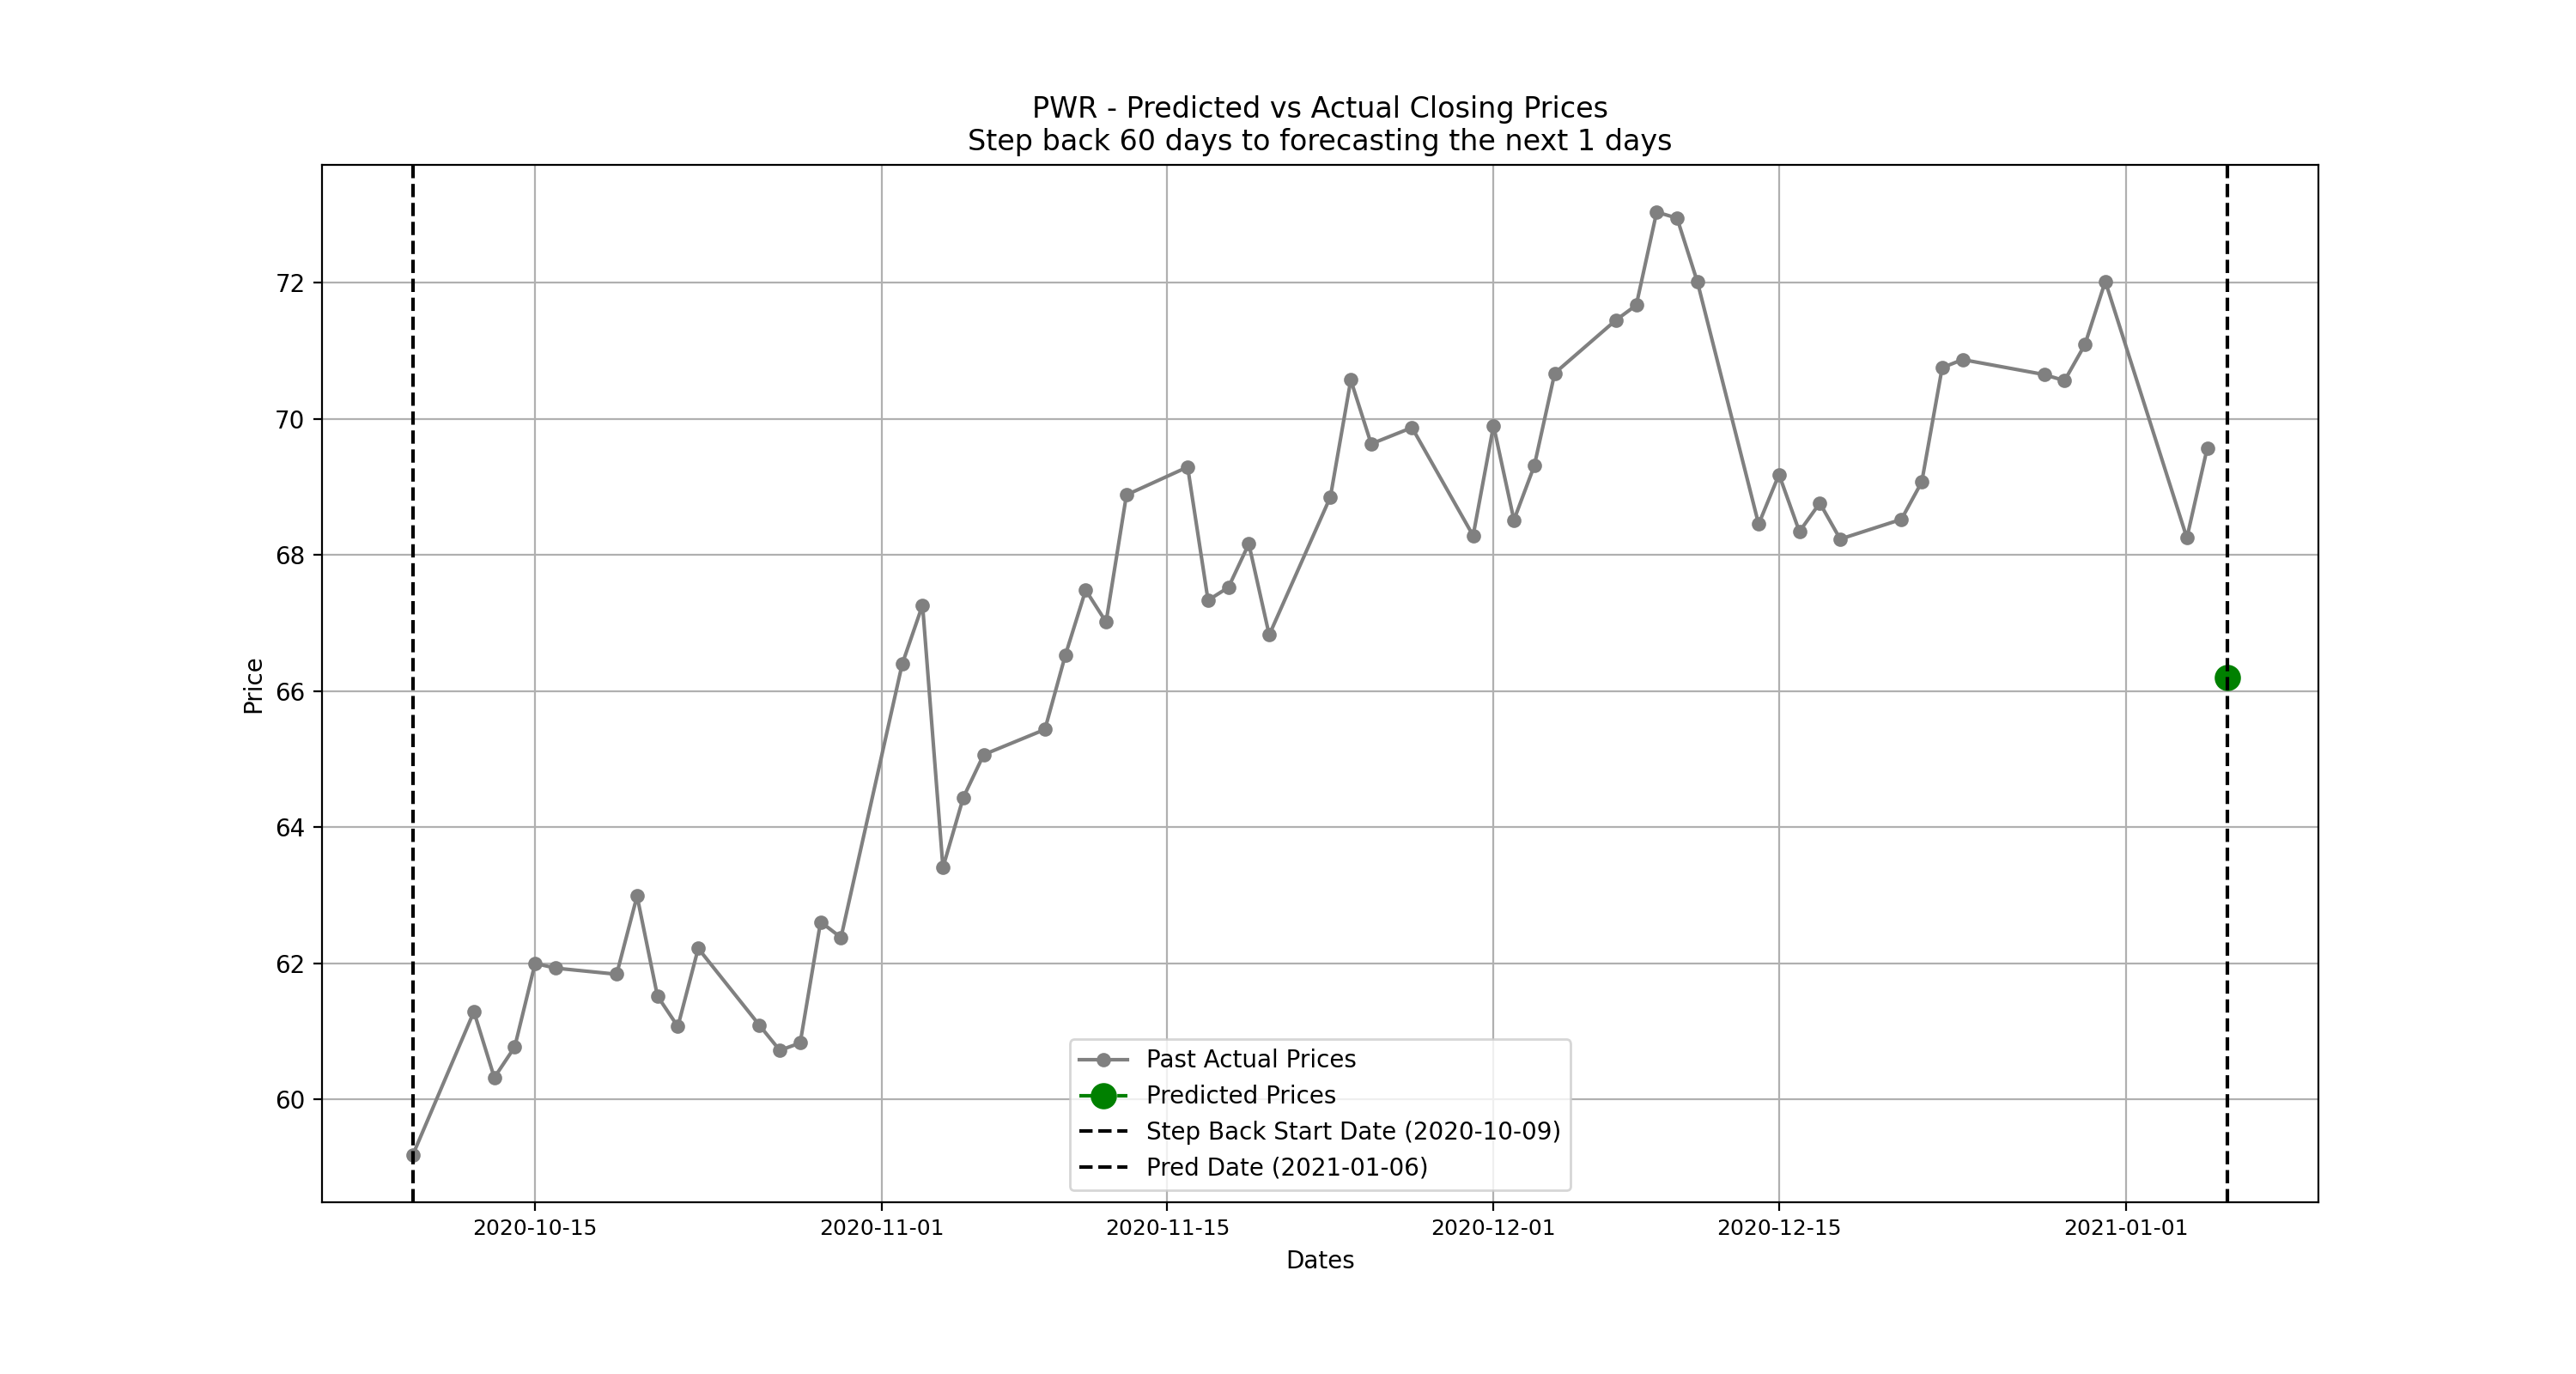 PWR - Predicted vs Actual Closing Prices
Step back 60 days to forecasting the next 1 days
Price
72
70
68
66
64
62
60
Past Actual Prices
Predicted Prices
Step Back Start Date (2020-10-09)
Pred Date (2021-01-06)
2020-10-15
2020-11-01
2020-11-15
2020-12-01
2020-12-15
2021-01-01
Dates